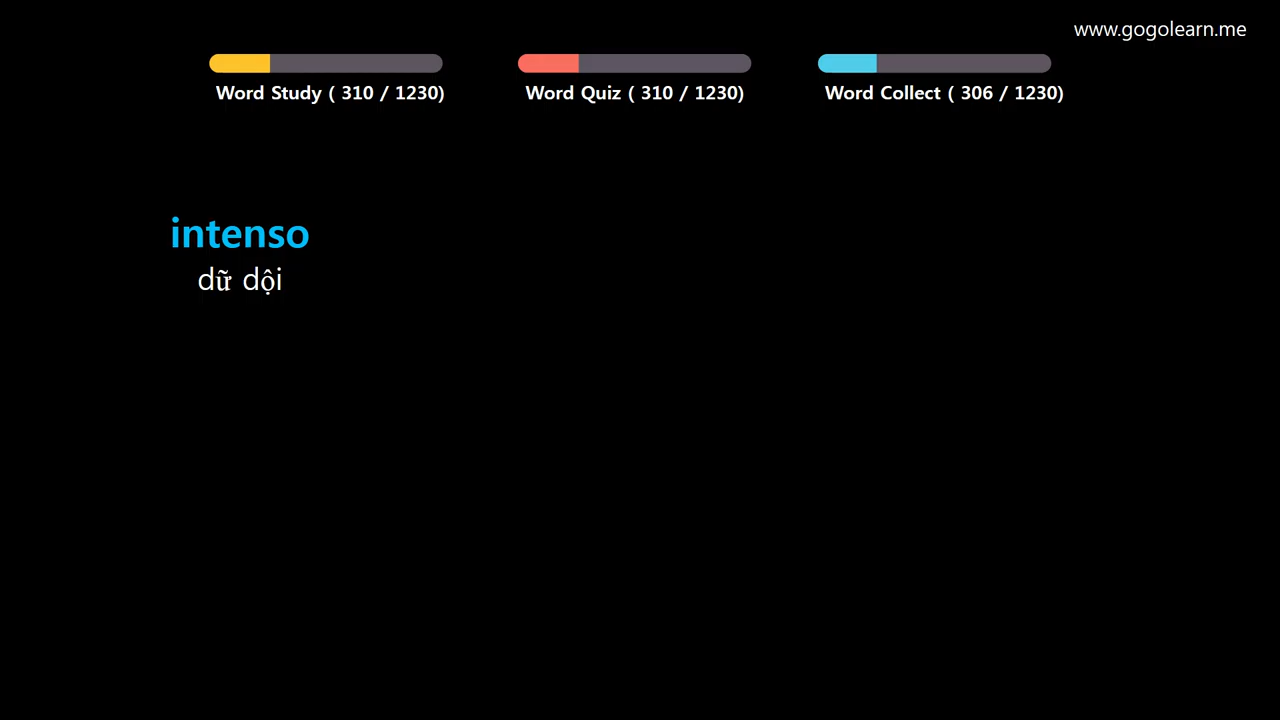 www.gogolearn.me
Word Study ( 310 / 1230)
Word Quiz ( 310 / 1230)
Word Collect ( 306 / 1230)
intenso
dữ dội